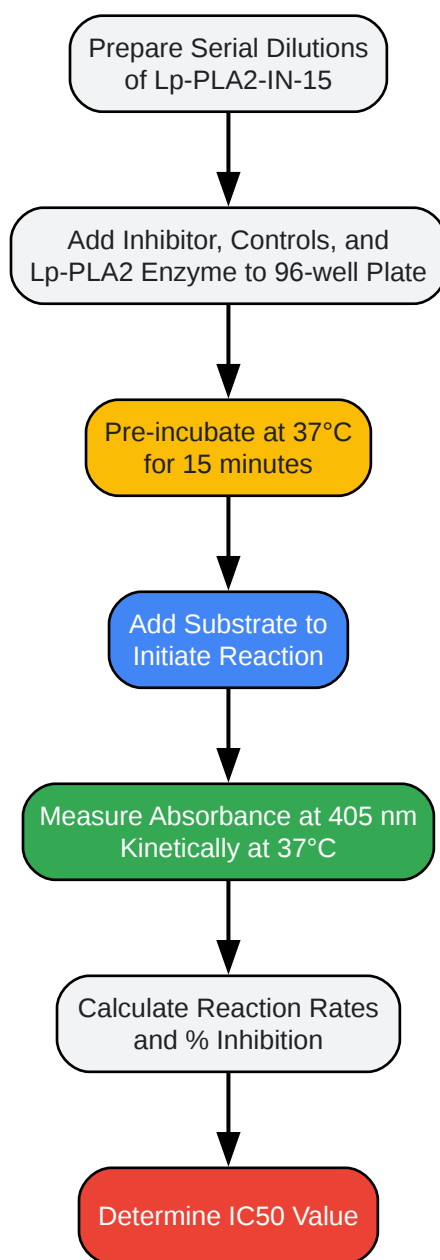 Prepare Serial Dilutions
of Lp-PLA2-IN-15
Add Inhibitor, Controls, and
Lp-PLA2 Enzyme to 96-well Plate
Pre-incubate at 37°C
for 15 minutes
Add Substrate to
Initiate Reaction
Measure Absorbance at 405 nm
Kinetically at 37°C
Calculate Reaction Rates
and % Inhibition
Determine IC50 Value